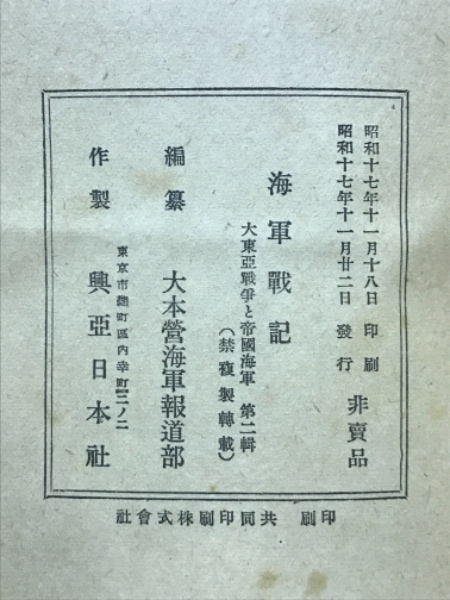 昭和十七年十一月十八日 印刷
昭和十七年十一月廿二日 發行
非賣品
海軍戰記
大東亞戰爭と帝國海軍 第二輯
(禁複製轉載)
編纂 大本營海軍報道部
東京市麹町區内幸町二ノ二
作製 興亞日本社
印刷 共同印刷株式會社